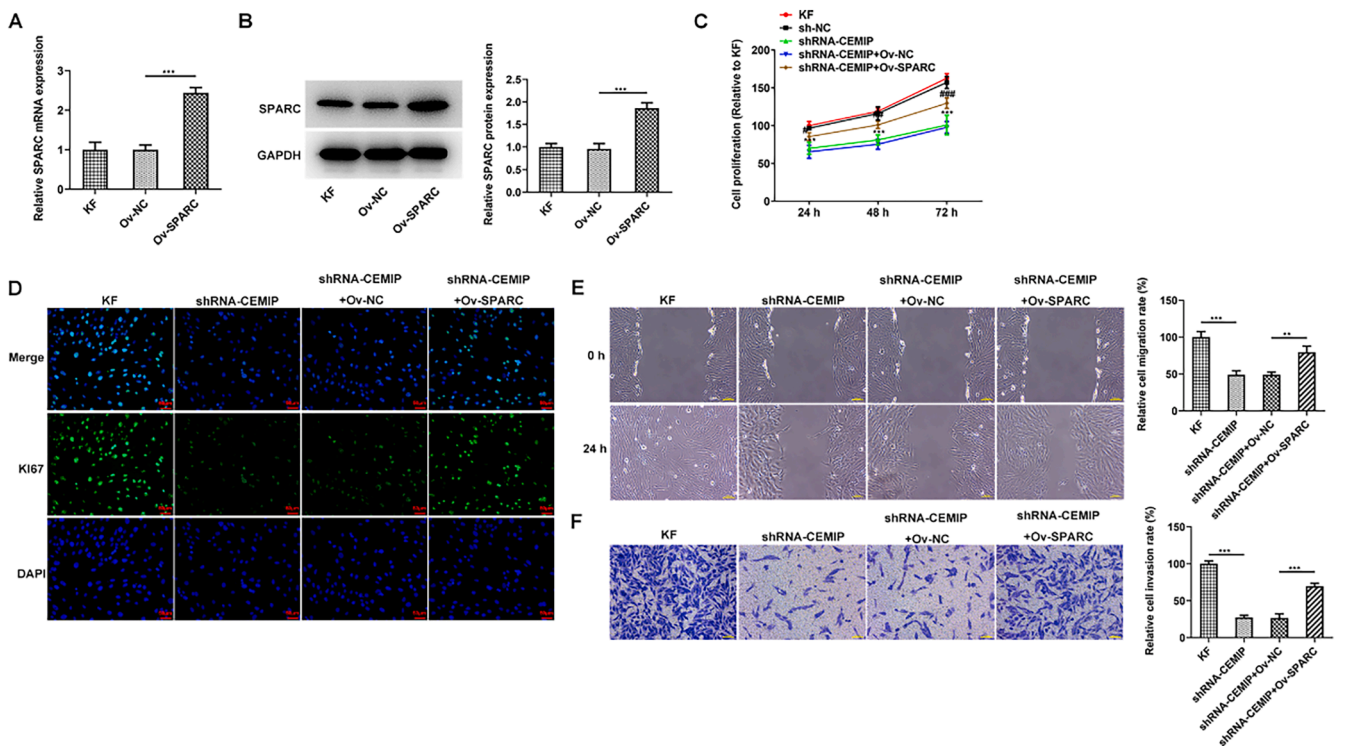 A
Relative SPARC mRNA expression
3
2
1
0
***
KF
Ov-NC
Ov-SPARC
B
SPARC
GAPDH
KF
Ov-NC
Ov-SPARC
Relative SPARC protein expression
2.5
2.0
1.5
1.0
0.5
0.0
***
KF
Ov-NC
Ov-SPARC
C
KF
sh-NC
shRNA-CEMIP
shRNA-CEMIP+Ov-NC
shRNA-CEMIP+Ov-SPARC
Cell proliferation (Relative to KF)
200
150
100
50
0
#
***
***
###
***
24 h
48 h
72 h
D
KF
shRNA-CEMIP
shRNA-CEMIP
+Ov-NC
shRNA-CEMIP
+Ov-SPARC
Merge
KI67
DAPI
E
KF
shRNA-CEMIP
shRNA-CEMIP
+Ov-NC
shRNA-CEMIP
+Ov-SPARC
0 h
24 h
Relative cell migration rate (%)
150
100
50
0
***
**
KF
shRNA-CEMIP
shRNA-CEMIP+Ov-NC
shRNA-CEMIP+Ov-SPARC
F
KF
shRNA-CEMIP
shRNA-CEMIP
+Ov-NC
shRNA-CEMIP
+Ov-SPARC
Relative cell invasion rate (%)
150
100
50
0
***
***
KF
shRNA-CEMIP
shRNA-CEMIP+Ov-NC
shRNA-CEMIP+Ov-SPARC